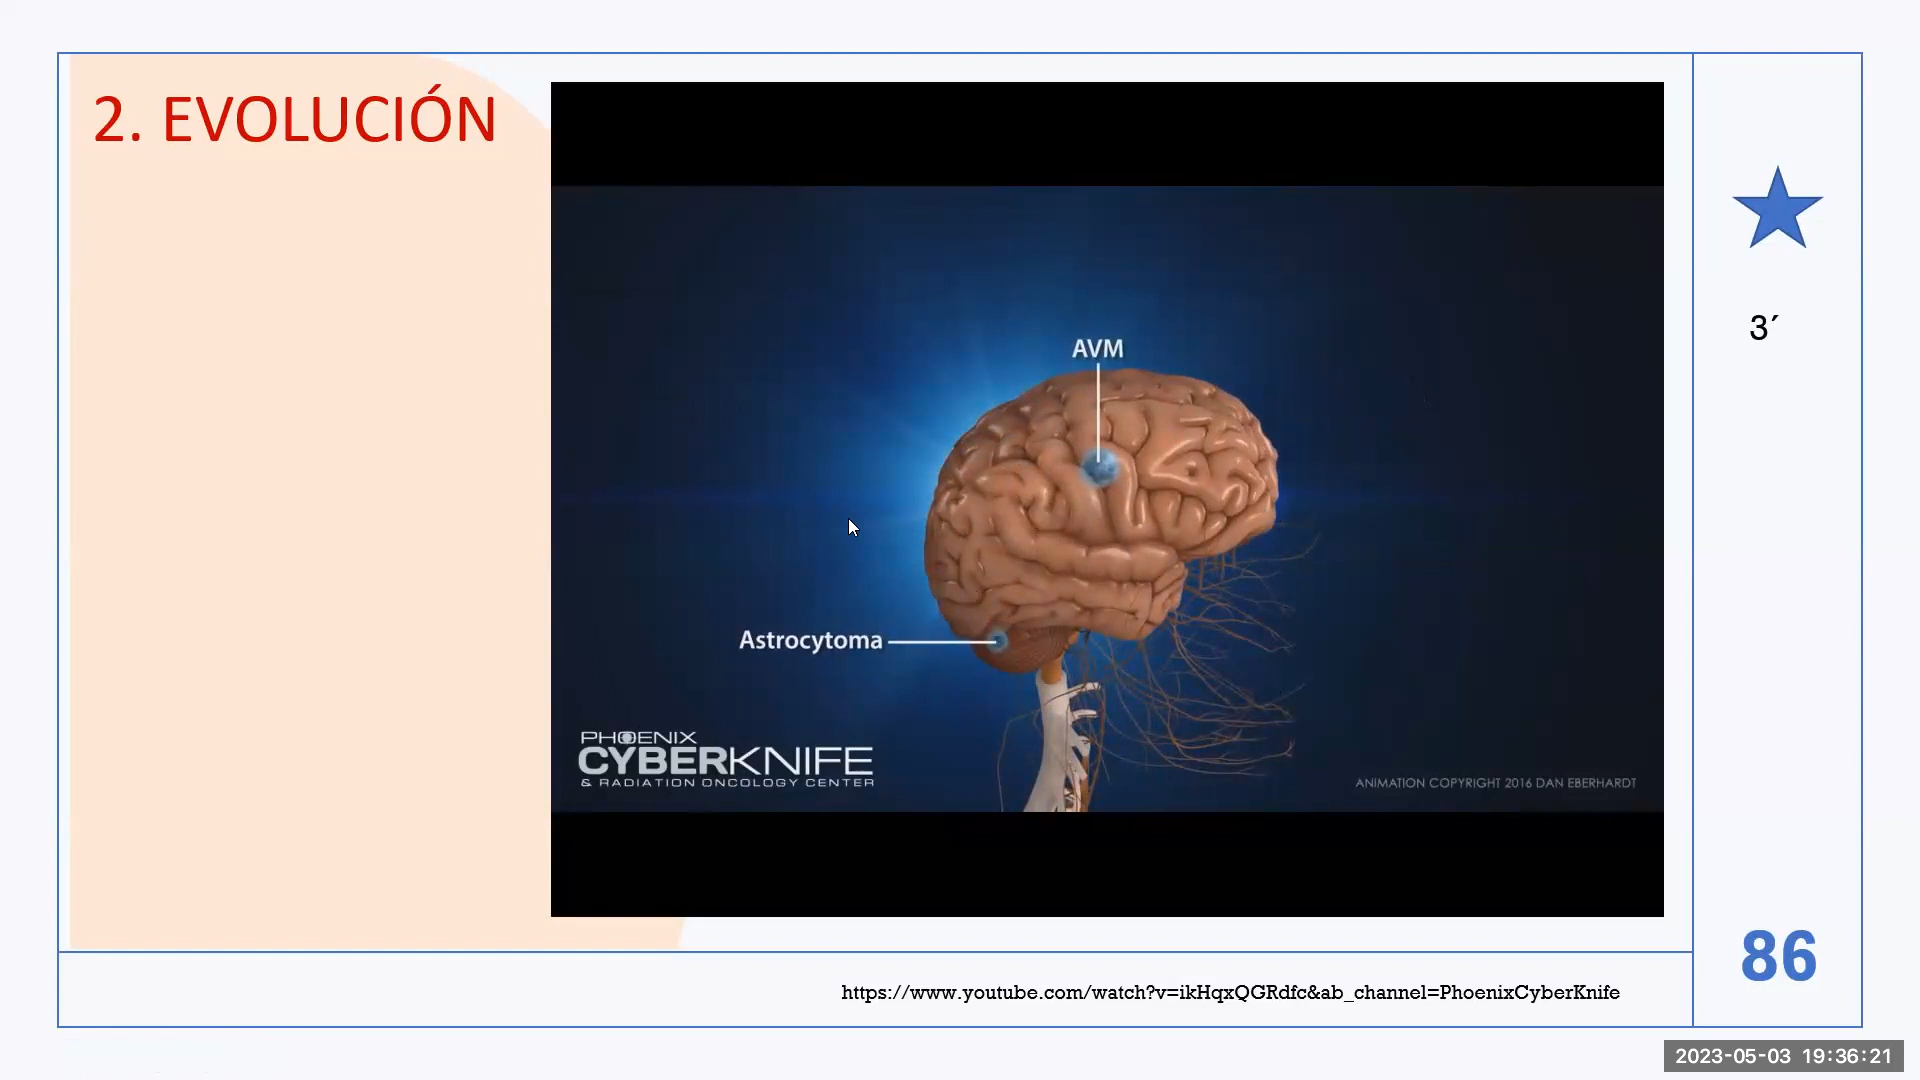 2. EVOLUCIÓN
AVM
3´
Astrocytoma
PHOENIX
CYBERKNIFE
& RADIATION ONCOLOGY CENTER
ANIMATION COPYRIGHT 2016 DAN EBERHARDT
86
https://www.youtube.com/watch?v=ikHqxQGRdfc&ab_channel=PhoenixCyberKnife
2023-05-03 19:36:21